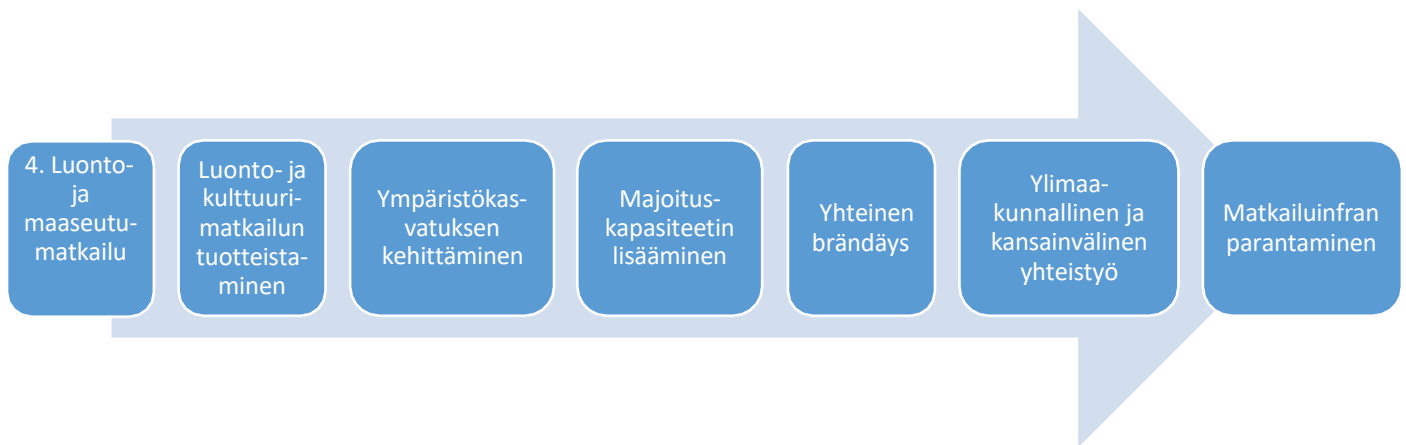 4. Luonto-
ja
maaseutu-
matkailu
Luonto- ja
kulttuuri-
matkailun
tuotteista-
minen
Ympäristökas-
vatuksen
kehittäminen
Majoitus-
kapasiteetin
lisääminen
Yhteinen
brändäys
Ylimaa-
kunnallinen ja
kansainvälinen
yhteistyö
Matkailuinfran
parantaminen